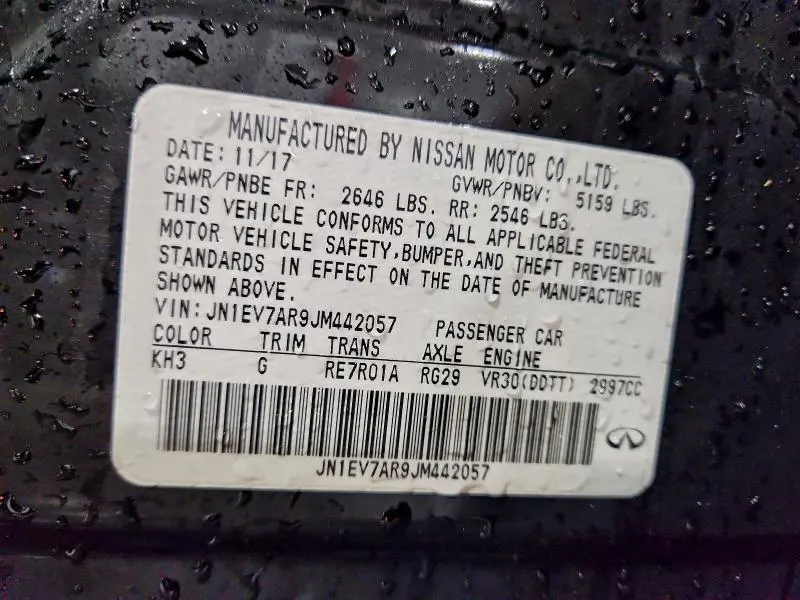 MANUFACTURED BY NISSAN MOTOR CO.,LTD.
DATE: 11/17 GVWR/PNBV: 5159 LBS.
GAWR/PNBE FR: 2646 LBS. RR: 2546 LBS.
THIS VEHICLE CONFORMS TO ALL APPLICABLE FEDERAL
MOTOR VEHICLE SAFETY,BUMPER,AND THEFT PREVENTION
STANDARDS IN EFFECT ON THE DATE OF MANUFACTURE
SHOWN ABOVE.
VIN: JN1EV7AR9JM442057 PASSENGER CAR
COLOR TRIM TRANS AXLE ENGINE
KH3 G RE7R01A RG29 VR30(DDTT) 2997CC
JN1EV7AR9JM442057